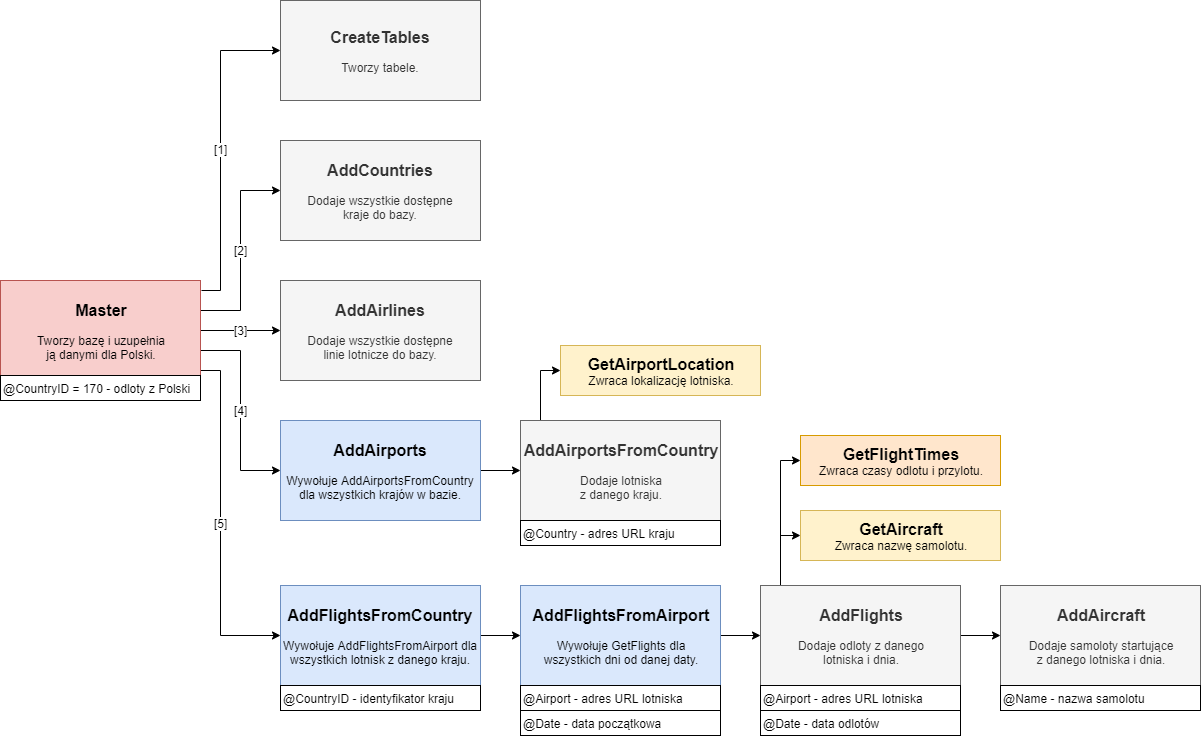 CreateTables
Tworzy tabele.
[1]
AddCountries
Dodaje wszystkie dostępne
kraje do bazy.
[2]
Master
Tworzy bazę i uzupełnia
ją danymi dla Polski.
@CountryID = 170 - odloty z Polski
[3]
AddAirlines
Dodaje wszystkie dostępne
linie lotnicze do bazy.
[4]
GetAirportLocation
Zwraca lokalizację lotniska.
AddAirports
Wywołuje AddAirportsFromCountry
dla wszystkich krajów w bazie.
AddAirportsFromCountry
Dodaje lotniska
z danego kraju.
@Country - adres URL kraju
GetFlightTimes
Zwraca czasy odlotu i przylotu.
GetAircraft
Zwraca nazwę samolotu.
[5]
AddFlightsFromCountry
Wywołuje AddFlightsFromAirport dla
wszystkich lotnisk z danego kraju.
@CountryID - identyfikator kraju
AddFlightsFromAirport
Wywołuje GetFlights dla
wszystkich dni od danej daty.
@Airport - adres URL lotniska
@Date - data początkowa
AddFlights
Dodaje odloty z danego
lotniska i dnia.
@Airport - adres URL lotniska
@Date - data odlotów
AddAircraft
Dodaje samoloty startujące
z danego lotniska i dnia.
@Name - nazwa samolotu